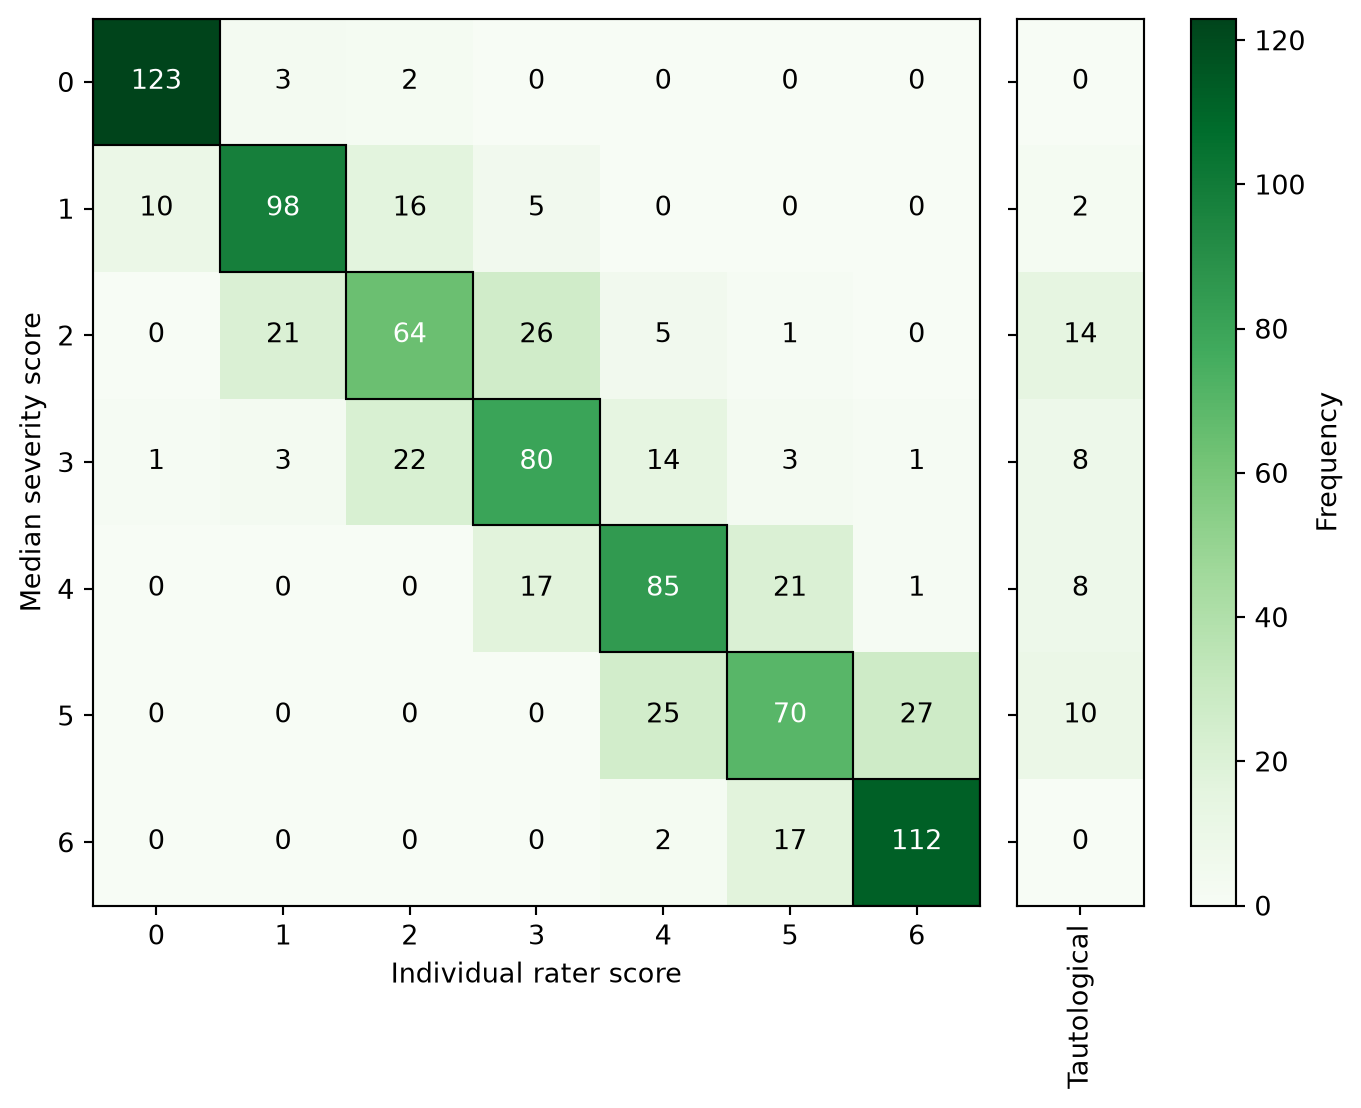 0 123 3 2 0 0 0 0 0 120
1 10 98 16 5 0 0 0 2 100
2 0 21 64 26 5 1 0 14 80
3 1 3 22 80 14 3 1 8 60
4 0 0 0 17 85 21 1 8 40
5 0 0 0 0 25 70 27 10 20
6 0 0 0 0 2 17 112 0 0
0 1 2 3 4 5 6
Individual rater score
Median severity score
Tautological
Frequency